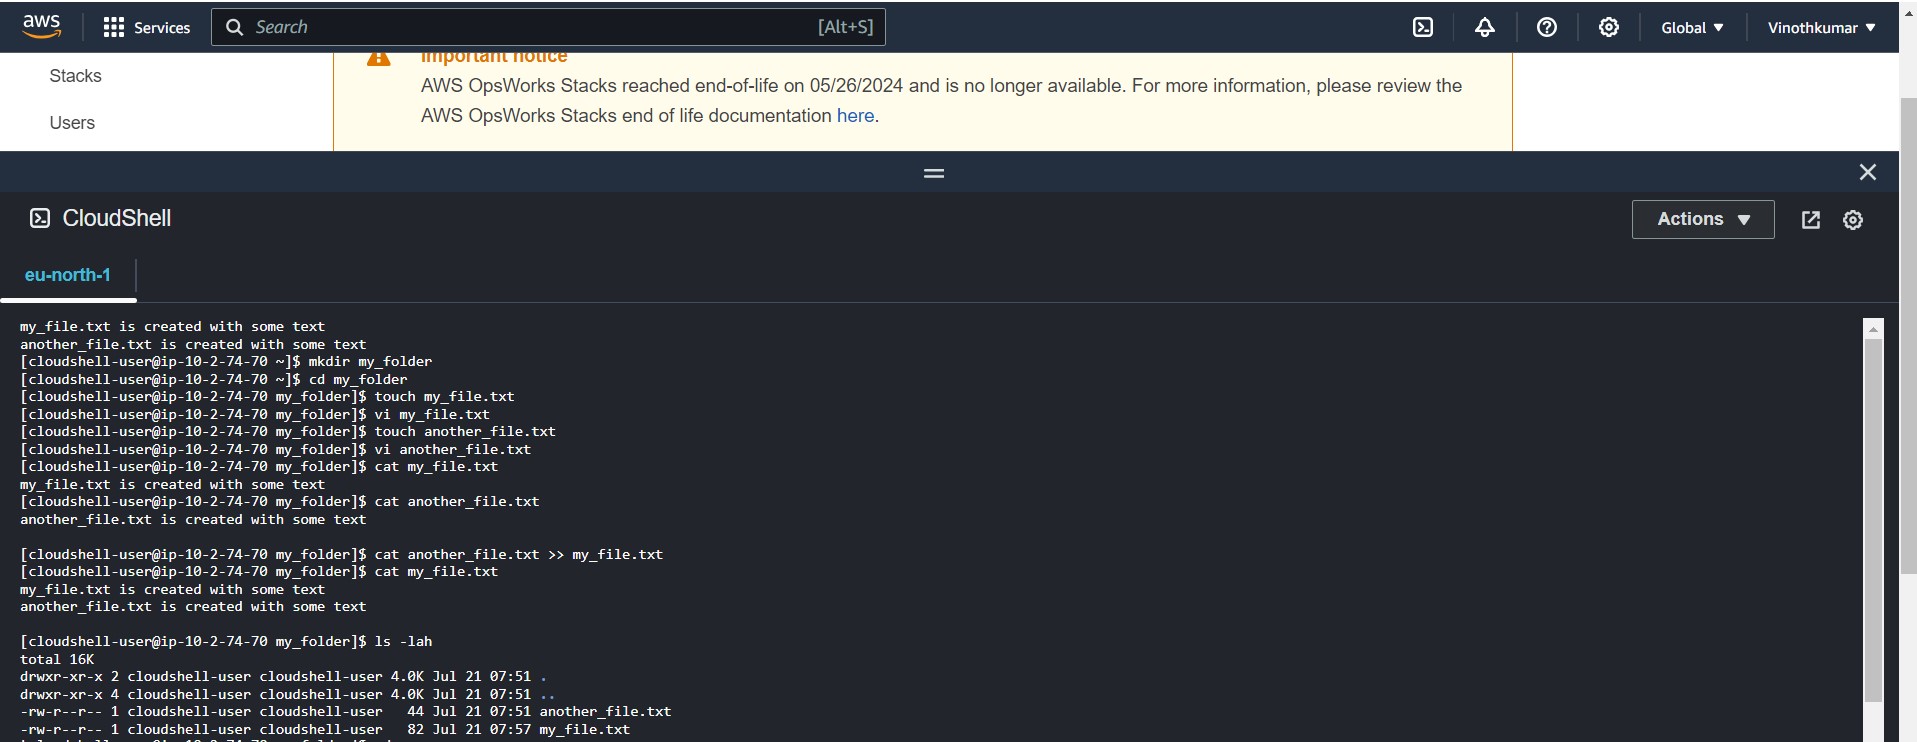 aws
Services
Search
[Alt+S]
Global
Vinothkumar
Stacks
Users
Important notice
AWS OpsWorks Stacks reached end-of-life on 05/26/2024 and is no longer available. For more information, please review the
AWS OpsWorks Stacks end of life documentation here.
CloudShell
Actions
eu-north-1
my_file.txt is created with some text
another_file.txt is created with some text
[cloudshell-user@ip-10-2-74-70 ~]$ mkdir my_folder
[cloudshell-user@ip-10-2-74-70 ~]$ cd my_folder
[cloudshell-user@ip-10-2-74-70 my_folder]$ touch my_file.txt
[cloudshell-user@ip-10-2-74-70 my_folder]$ vi my_file.txt
[cloudshell-user@ip-10-2-74-70 my_folder]$ touch another_file.txt
[cloudshell-user@ip-10-2-74-70 my_folder]$ vi another_file.txt
[cloudshell-user@ip-10-2-74-70 my_folder]$ cat my_file.txt
my_file.txt is created with some text
[cloudshell-user@ip-10-2-74-70 my_folder]$ cat another_file.txt
another_file.txt is created with some text
[cloudshell-user@ip-10-2-74-70 my_folder]$ cat another_file.txt >> my_file.txt
[cloudshell-user@ip-10-2-74-70 my_folder]$ cat my_file.txt
my_file.txt is created with some text
another_file.txt is created with some text
[cloudshell-user@ip-10-2-74-70 my_folder]$ ls -lah
total 16K
drwxr-xr-x 2 cloudshell-user cloudshell-user 4.0K Jul 21 07:51 .
drwxr-xr-x 4 cloudshell-user cloudshell-user 4.0K Jul 21 07:51 ..
-rw-r--r-- 1 cloudshell-user cloudshell-user   44 Jul 21 07:51 another_file.txt
-rw-r--r-- 1 cloudshell-user cloudshell-user   82 Jul 21 07:57 my_file.txt